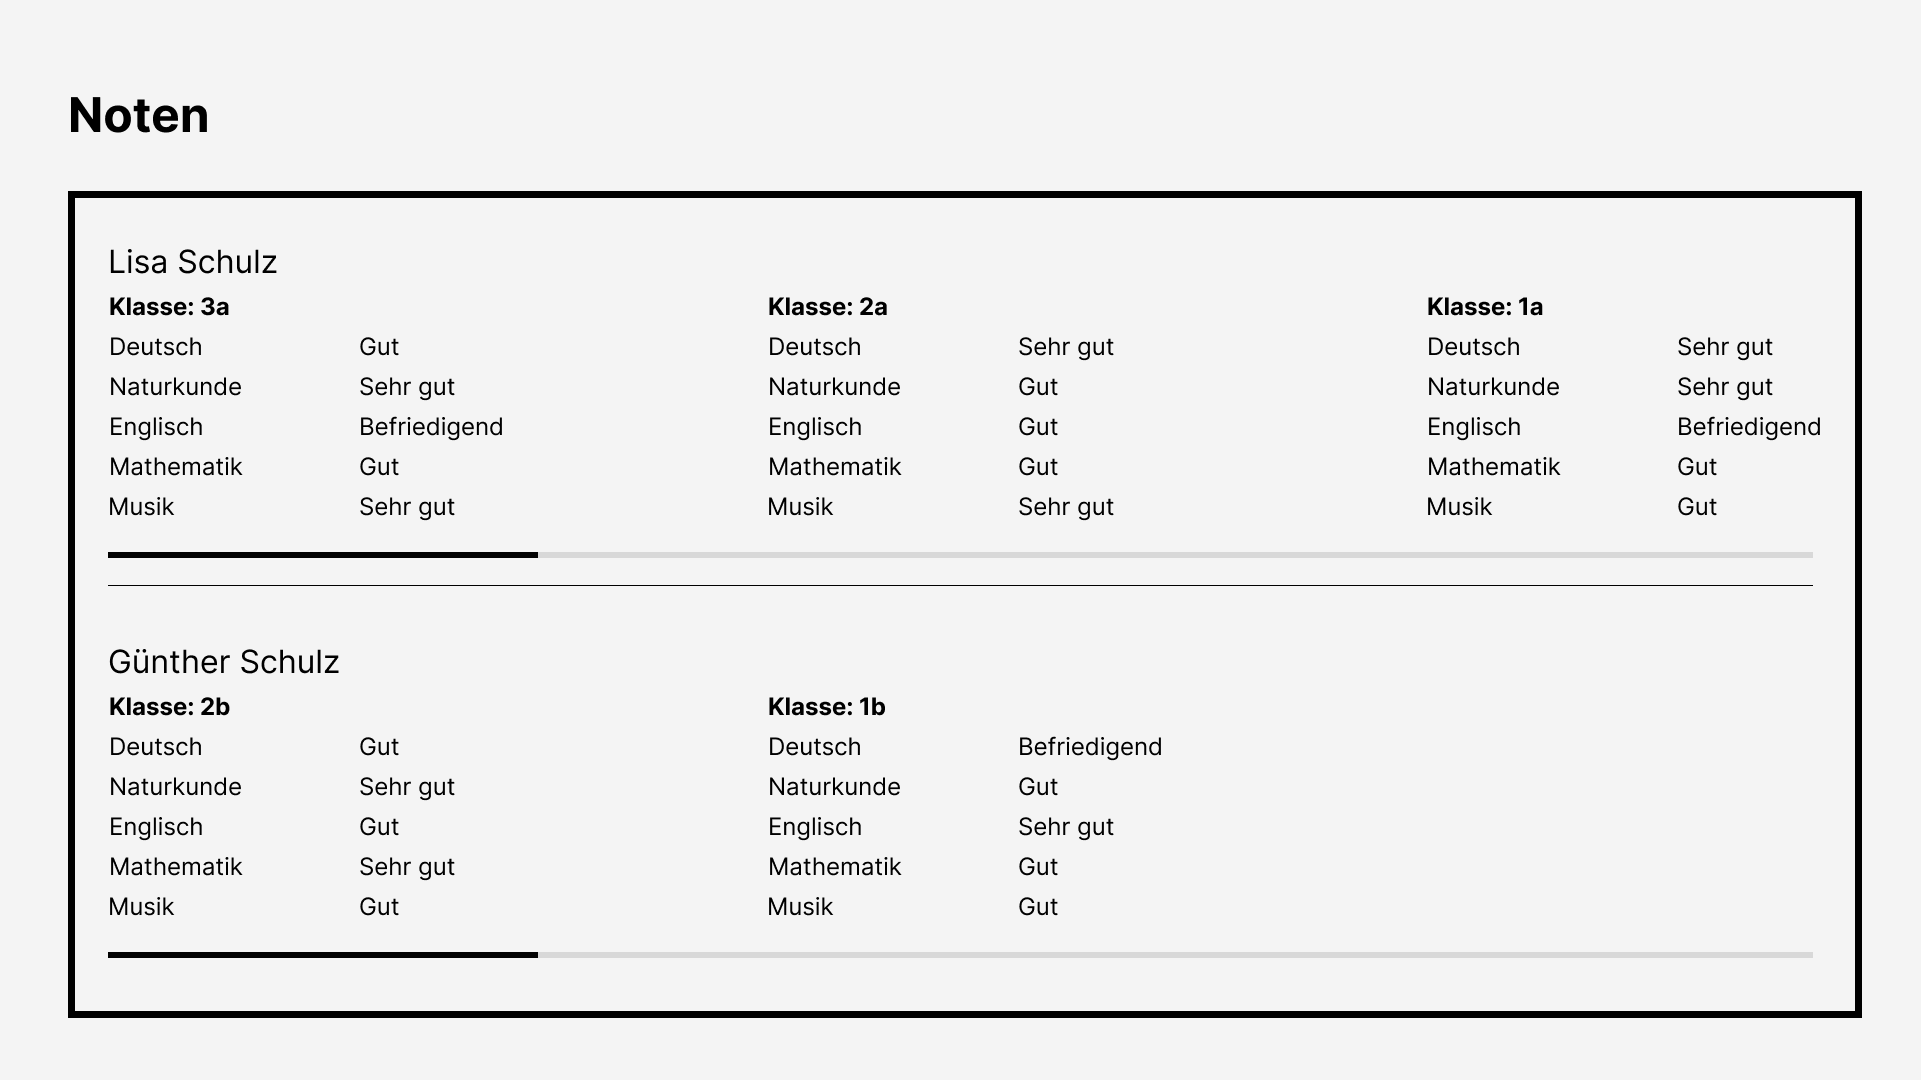 Noten
Lisa Schulz
Klasse: 3a
Deutsch Gut
Naturkunde Sehr gut
Englisch Befriedigend
Mathematik Gut
Musik Sehr gut
Klasse: 2a
Deutsch Sehr gut
Naturkunde Gut
Englisch Gut
Mathematik Gut
Musik Sehr gut
Klasse: 1a
Deutsch Sehr gut
Naturkunde Sehr gut
Englisch Befriedigend
Mathematik Gut
Musik Gut
Günther Schulz
Klasse: 2b
Deutsch Gut
Naturkunde Sehr gut
Englisch Gut
Mathematik Sehr gut
Musik Gut
Klasse: 1b
Deutsch Befriedigend
Naturkunde Gut
Englisch Sehr gut
Mathematik Gut
Musik Gut